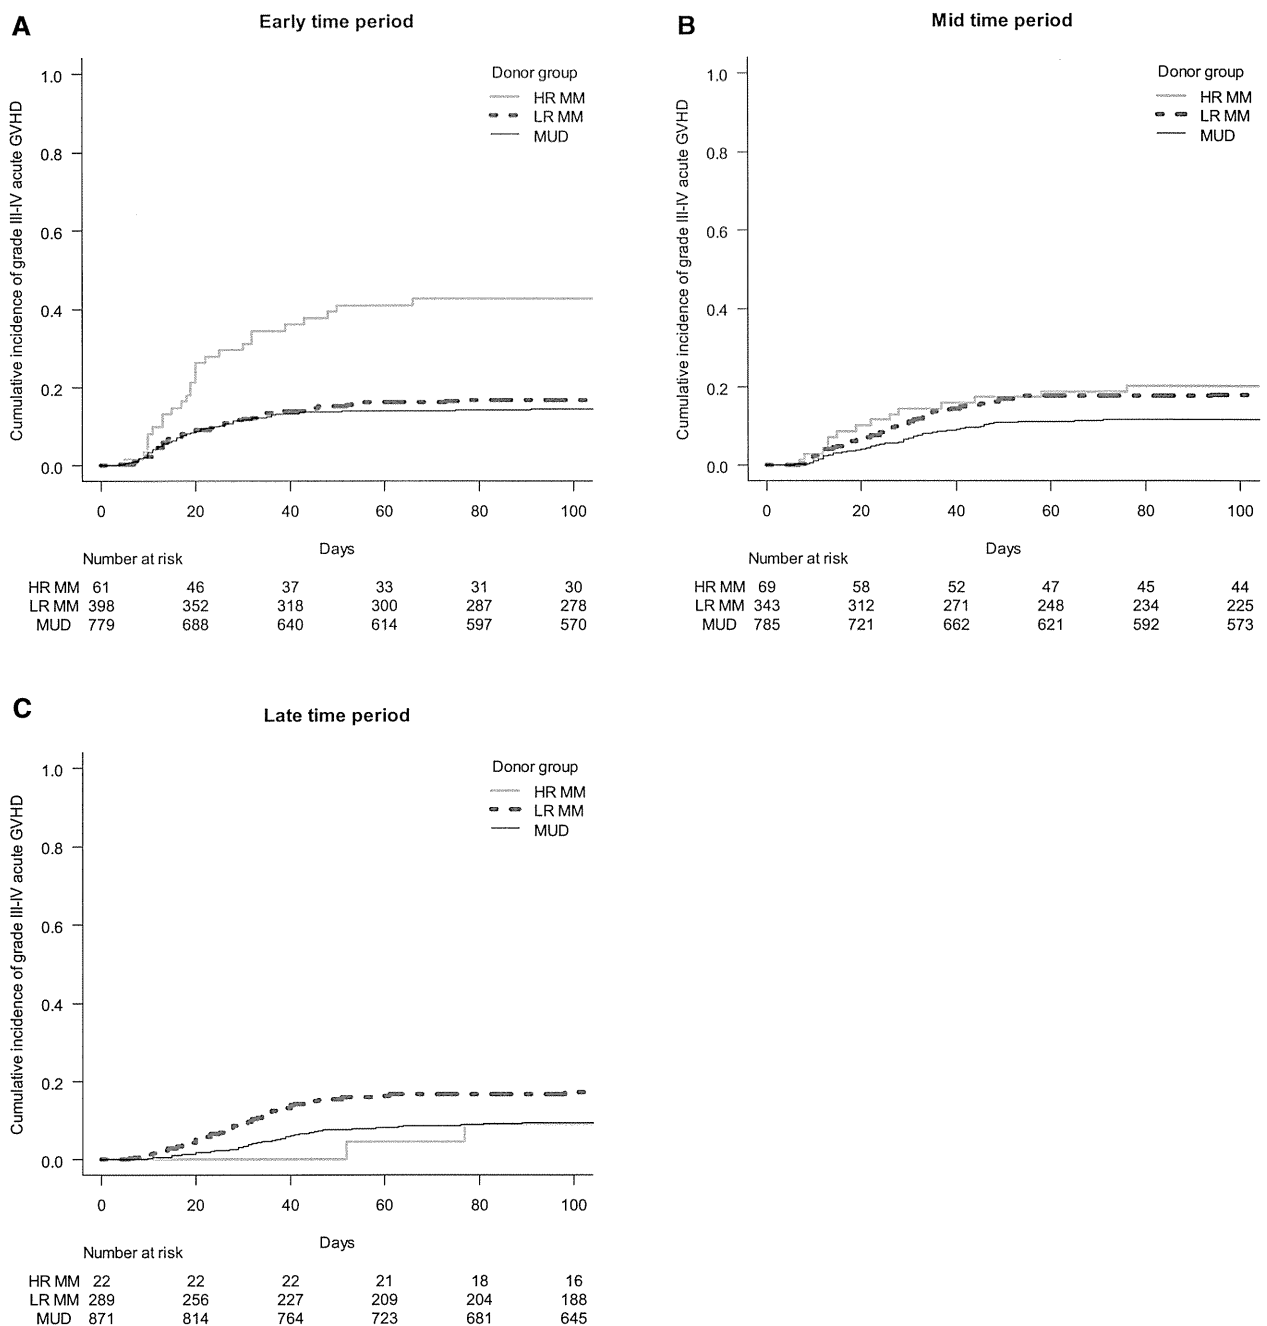 A
Early time period
Cumulative incidence of grade III-IV acute GVHD
1.0
0.8
0.6
0.4
0.2
0.0
Donor group
HR MM
LR MM
MUD
0 20 40 60 80 100
Days
Number at risk
HR MM 61 46 37 33 31 30
LR MM 398 352 318 300 287 278
MUD 779 688 640 614 597 570
B
Mid time period
Cumulative incidence of grade III-IV acute GVHD
1.0
0.8
0.6
0.4
0.2
0.0
Donor group
HR MM
LR MM
MUD
0 20 40 60 80 100
Days
Number at risk
HR MM 69 58 52 47 45 44
LR MM 343 312 271 248 234 225
MUD 785 721 662 621 592 573
C
Late time period
Cumulative incidence of grade III-IV acute GVHD
1.0
0.8
0.6
0.4
0.2
0.0
Donor group
HR MM
LR MM
MUD
0 20 40 60 80 100
Days
Number at risk
HR MM 22 22 22 21 18 16
LR MM 289 256 227 209 204 188
MUD 871 814 764 723 681 645